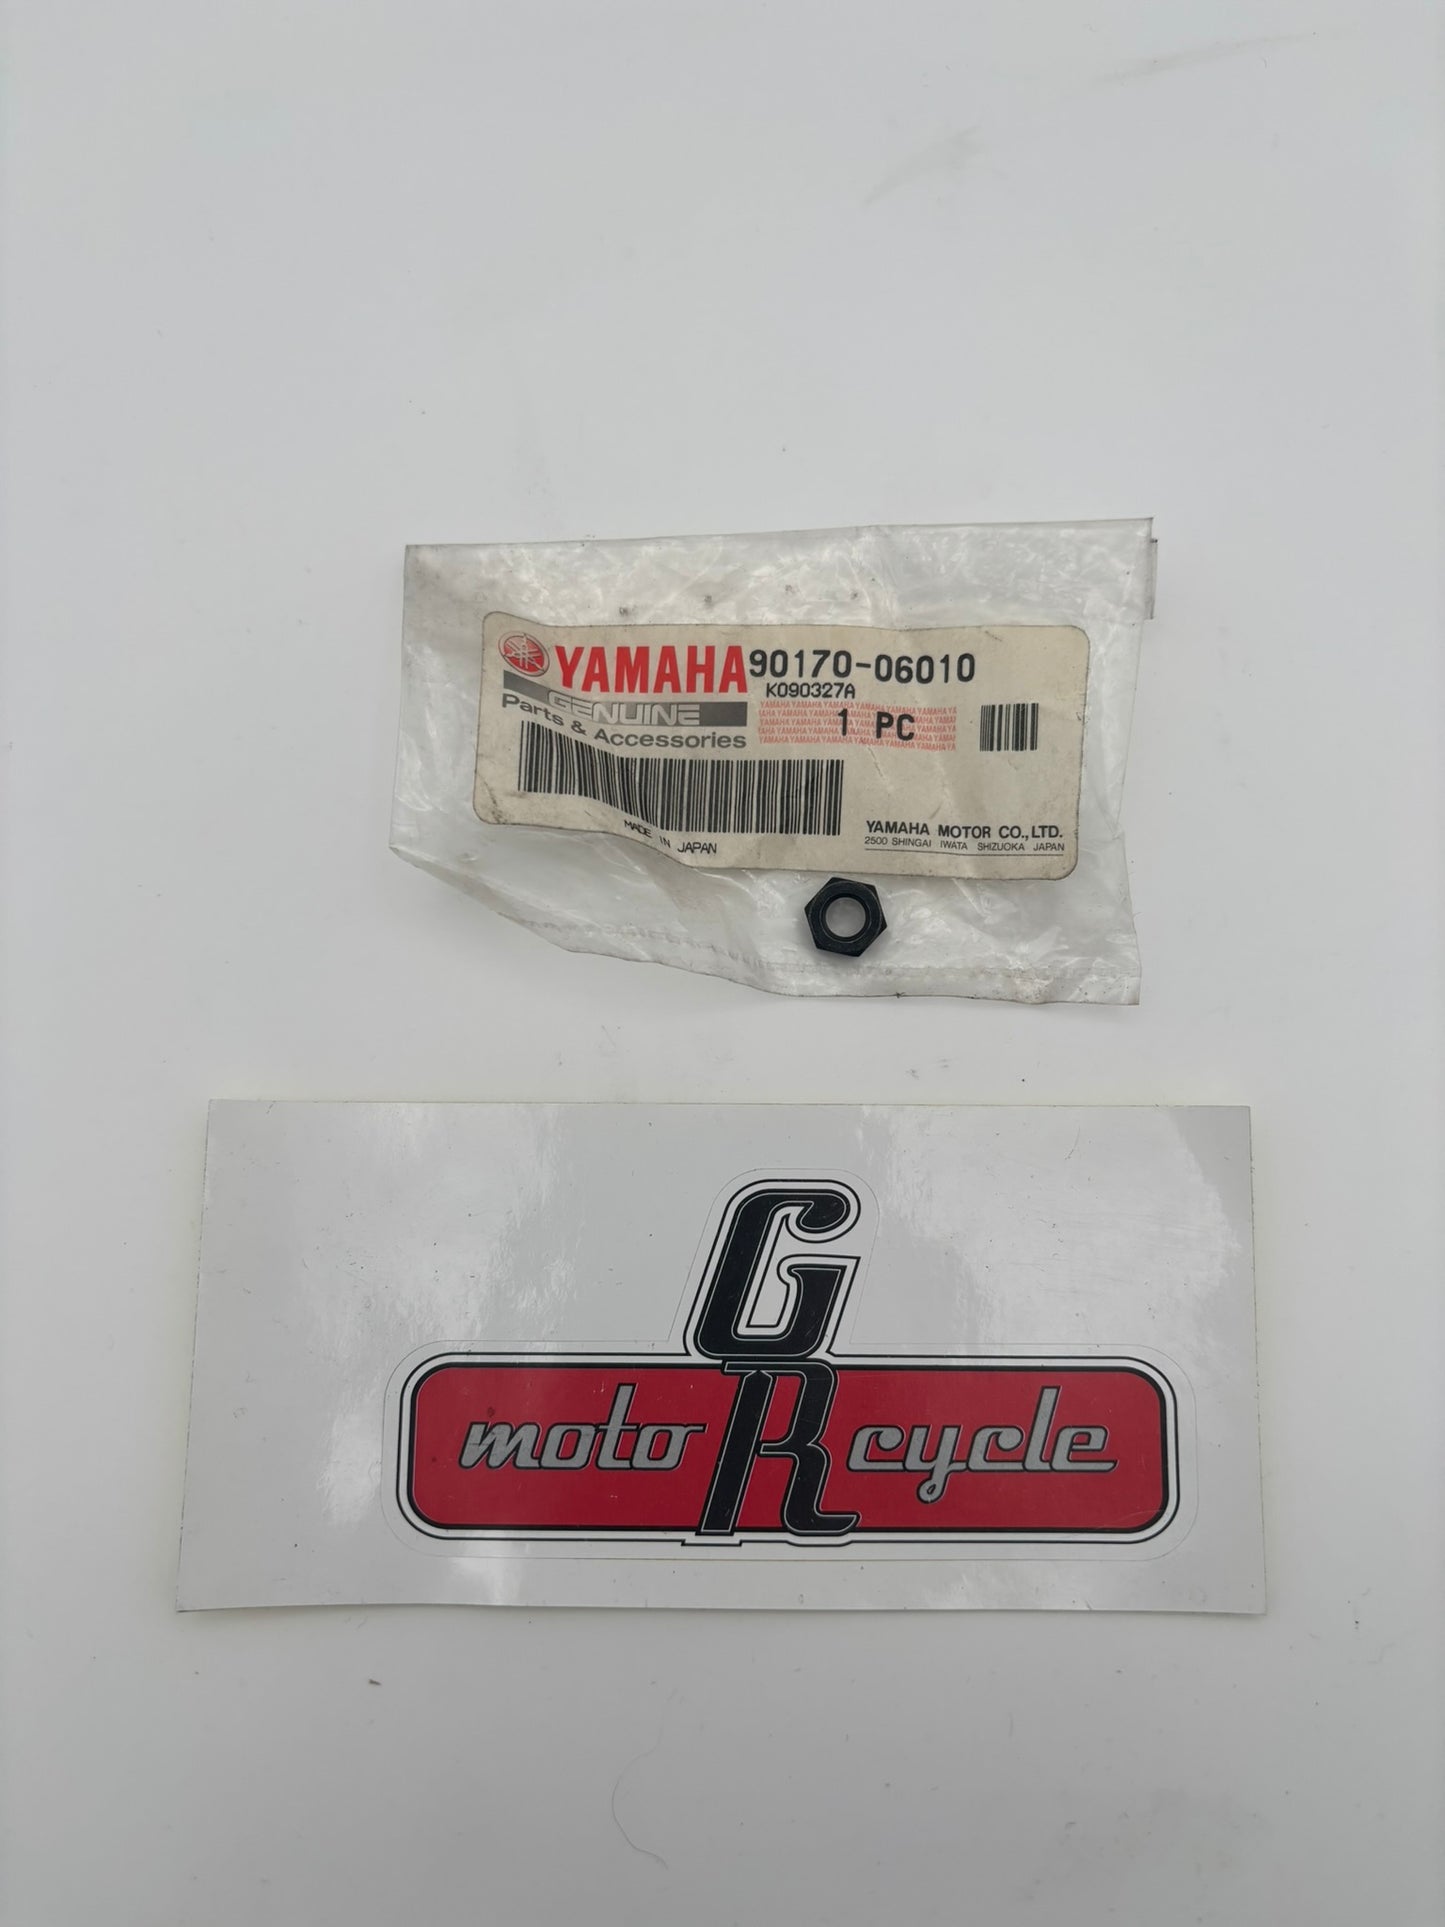 YAMAHA 90170-06010
K090327A
GENUINE
Parts & Accessories
1 PC
MADE IN JAPAN
YAMAHA MOTOR CO.,LTD.
2500 SHINGAI IWATA SHIZUOKA JAPAN
GR
moto R cycle